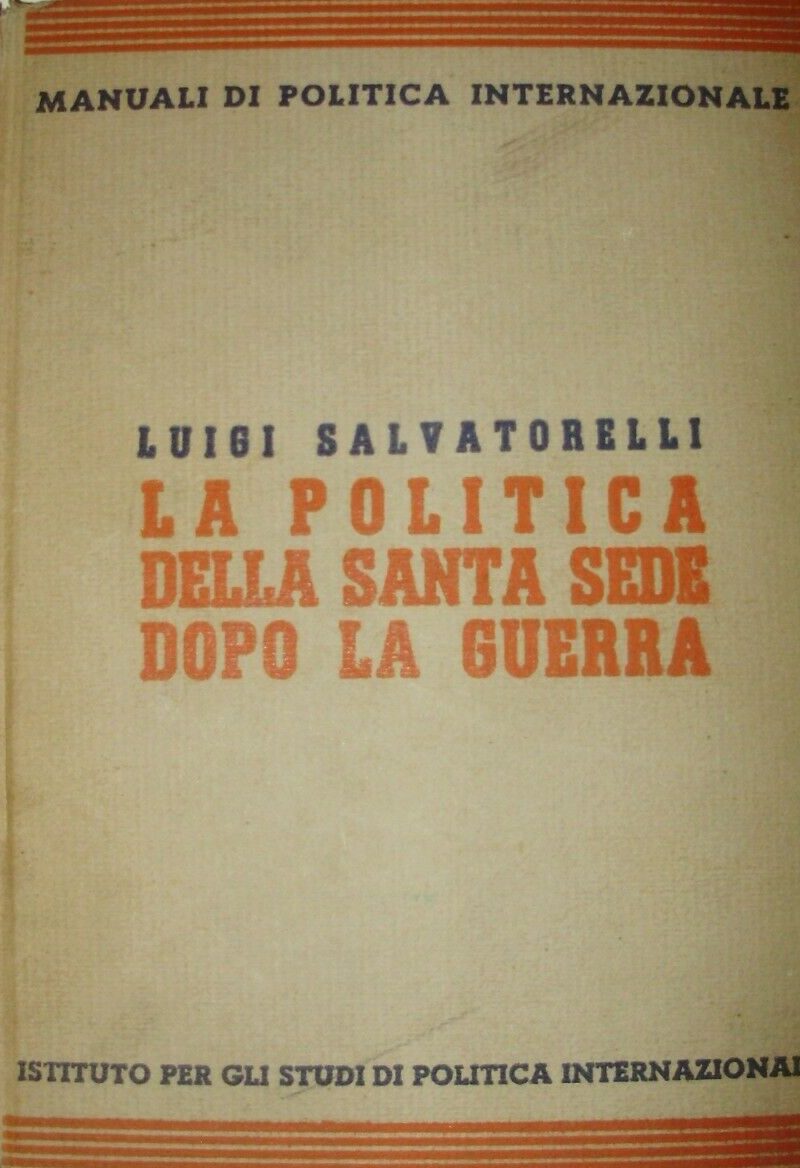 MANUALI DI POLITICA INTERNAZIONALE
LUIGI SALVATORELLI
LA POLITICA
DELLA SANTA SEDE
DOPO LA GUERRA
ISTITUTO PER GLI STUDI DI POLITICA INTERNAZIONAL